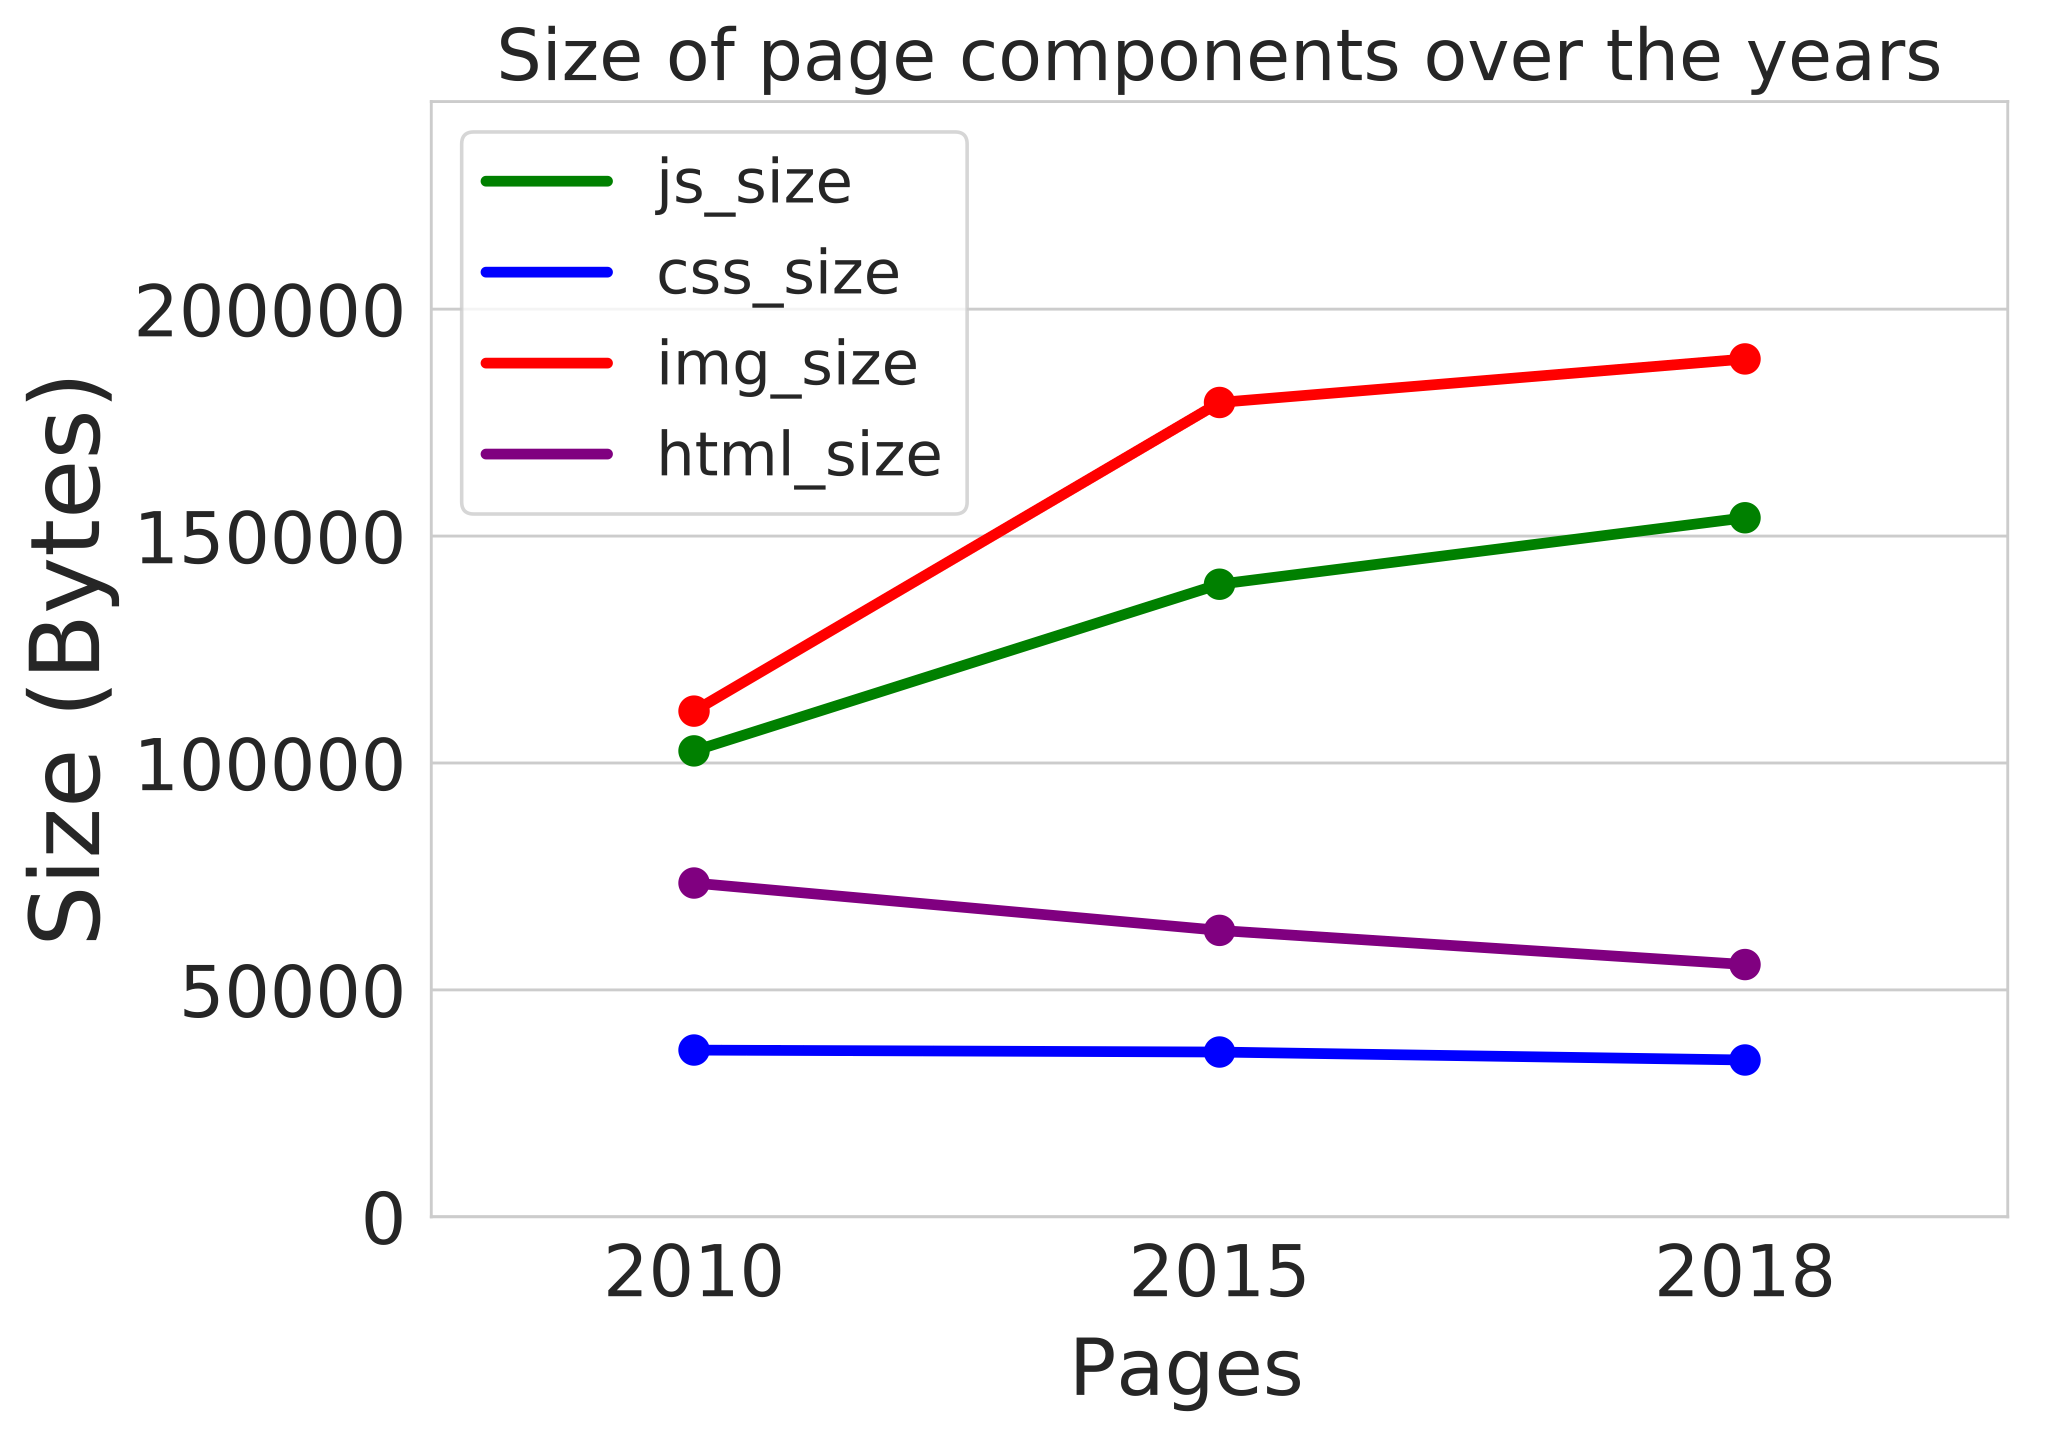 Size of page components over the years
js_size
css_size
img_size
html_size
Size (Bytes)
200000
150000
100000
50000
0
2010 2015 2018
Pages